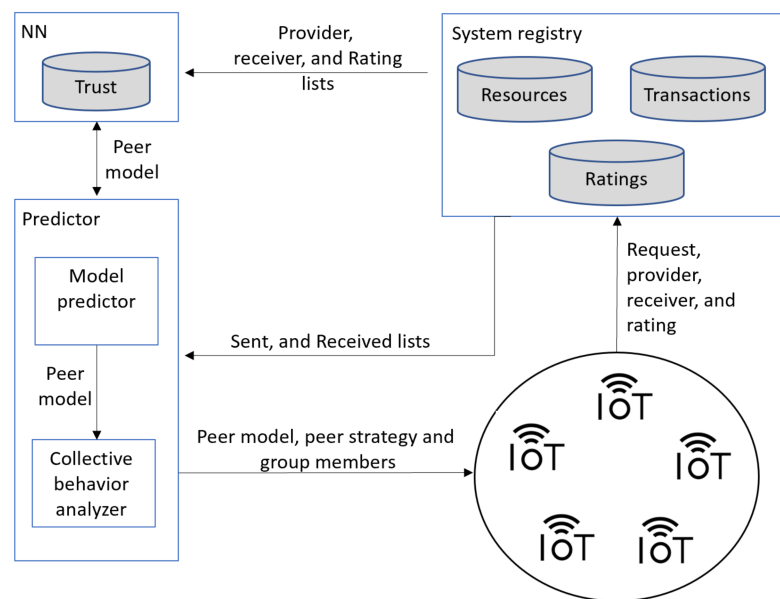 NN
Trust
Provider,
receiver, and Rating
lists
System registry
Resources
Transactions
Ratings
Peer
model
Predictor
Model
predictor
Peer
model
Collective
behavior
analyzer
Sent, and Received lists
Request,
provider,
receiver, and
rating
Peer model, peer strategy and
group members
IOT
IOT
IOT
IOT
IOT